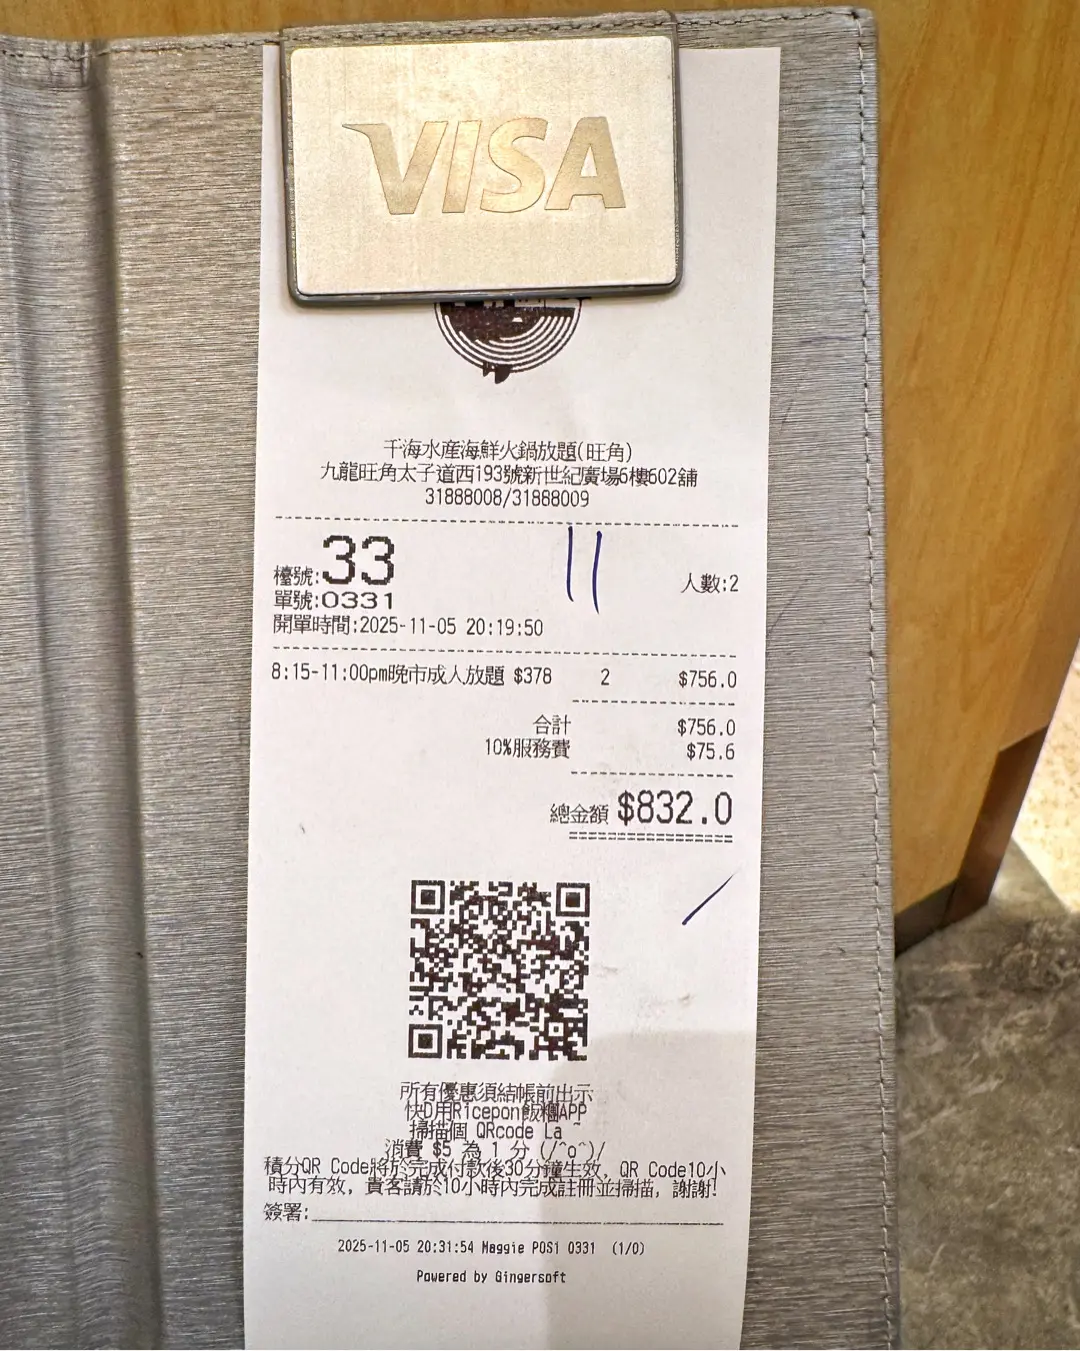 VISA
千海水產海鮮火鍋放題(旺角)
九龍旺角太子道西193號新世紀廣場6樓602舖
31888008/31888009
檯號:33 人數:2
單號:0331
開單時間:2025-11-05 20:19:50
8:15-11:00pm晚市成人放題 $378 2 $756.0
合計 $756.0
10%服務費 $75.6
總金額 $832.0
所有優惠須結帳前出示
快D用Ricepon飯糰APP
掃描個 QRcode La ~
消費 $5 為 1 分 (/^o^)/
積分QR Code將於完成付款後30分鐘生效, QR Code10小
時內有效, 貴客請於10小時內完成註冊並掃描, 謝謝!
簽署:
2025-11-05 20:31:54 Maggie POS1 0331 (1/0)
Powered by Gingersoft